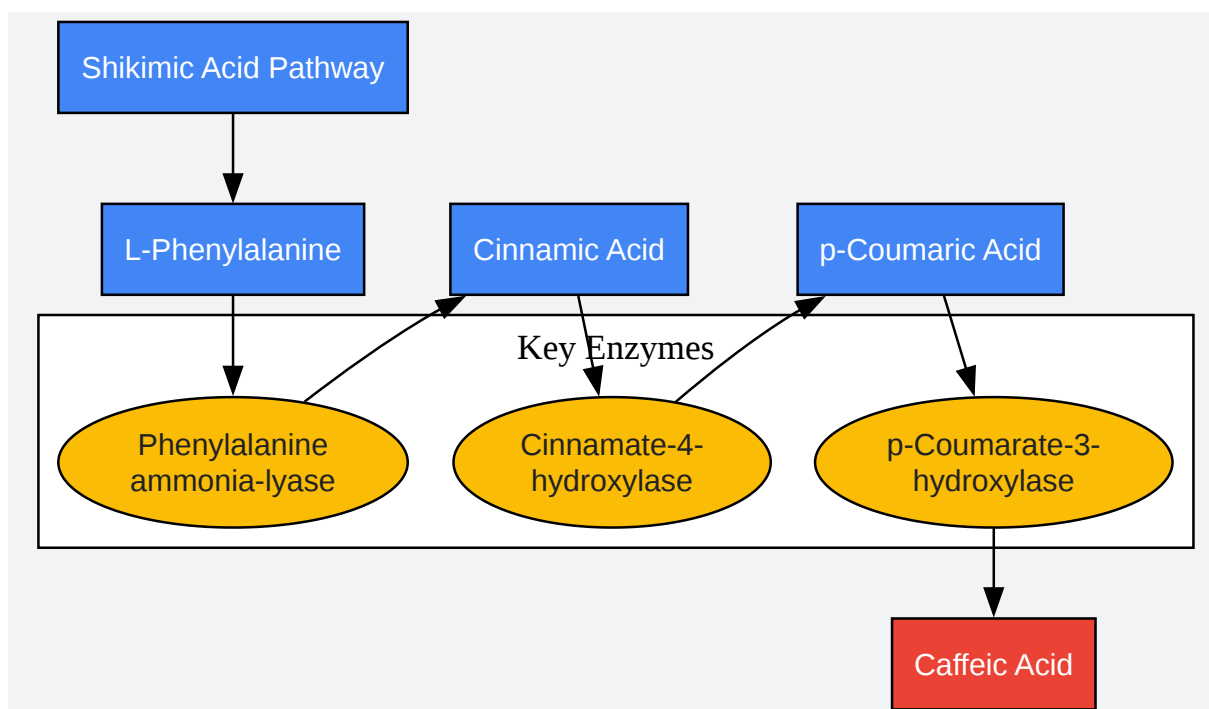 Shikimic Acid Pathway
L-Phenylalanine
Cinnamic Acid
p-Coumaric Acid
Key Enzymes
Phenylalanine
ammonia-lyase
Cinnamate-4-
hydroxylase
p-Coumarate-3-
hydroxylase
Caffeic Acid